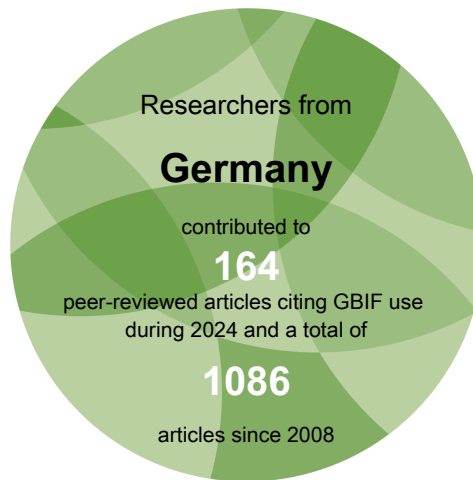 Researchers from
Germany
contributed to
164
peer-reviewed articles citing GBIF use
during 2024 and a total of
1086
articles since 2008